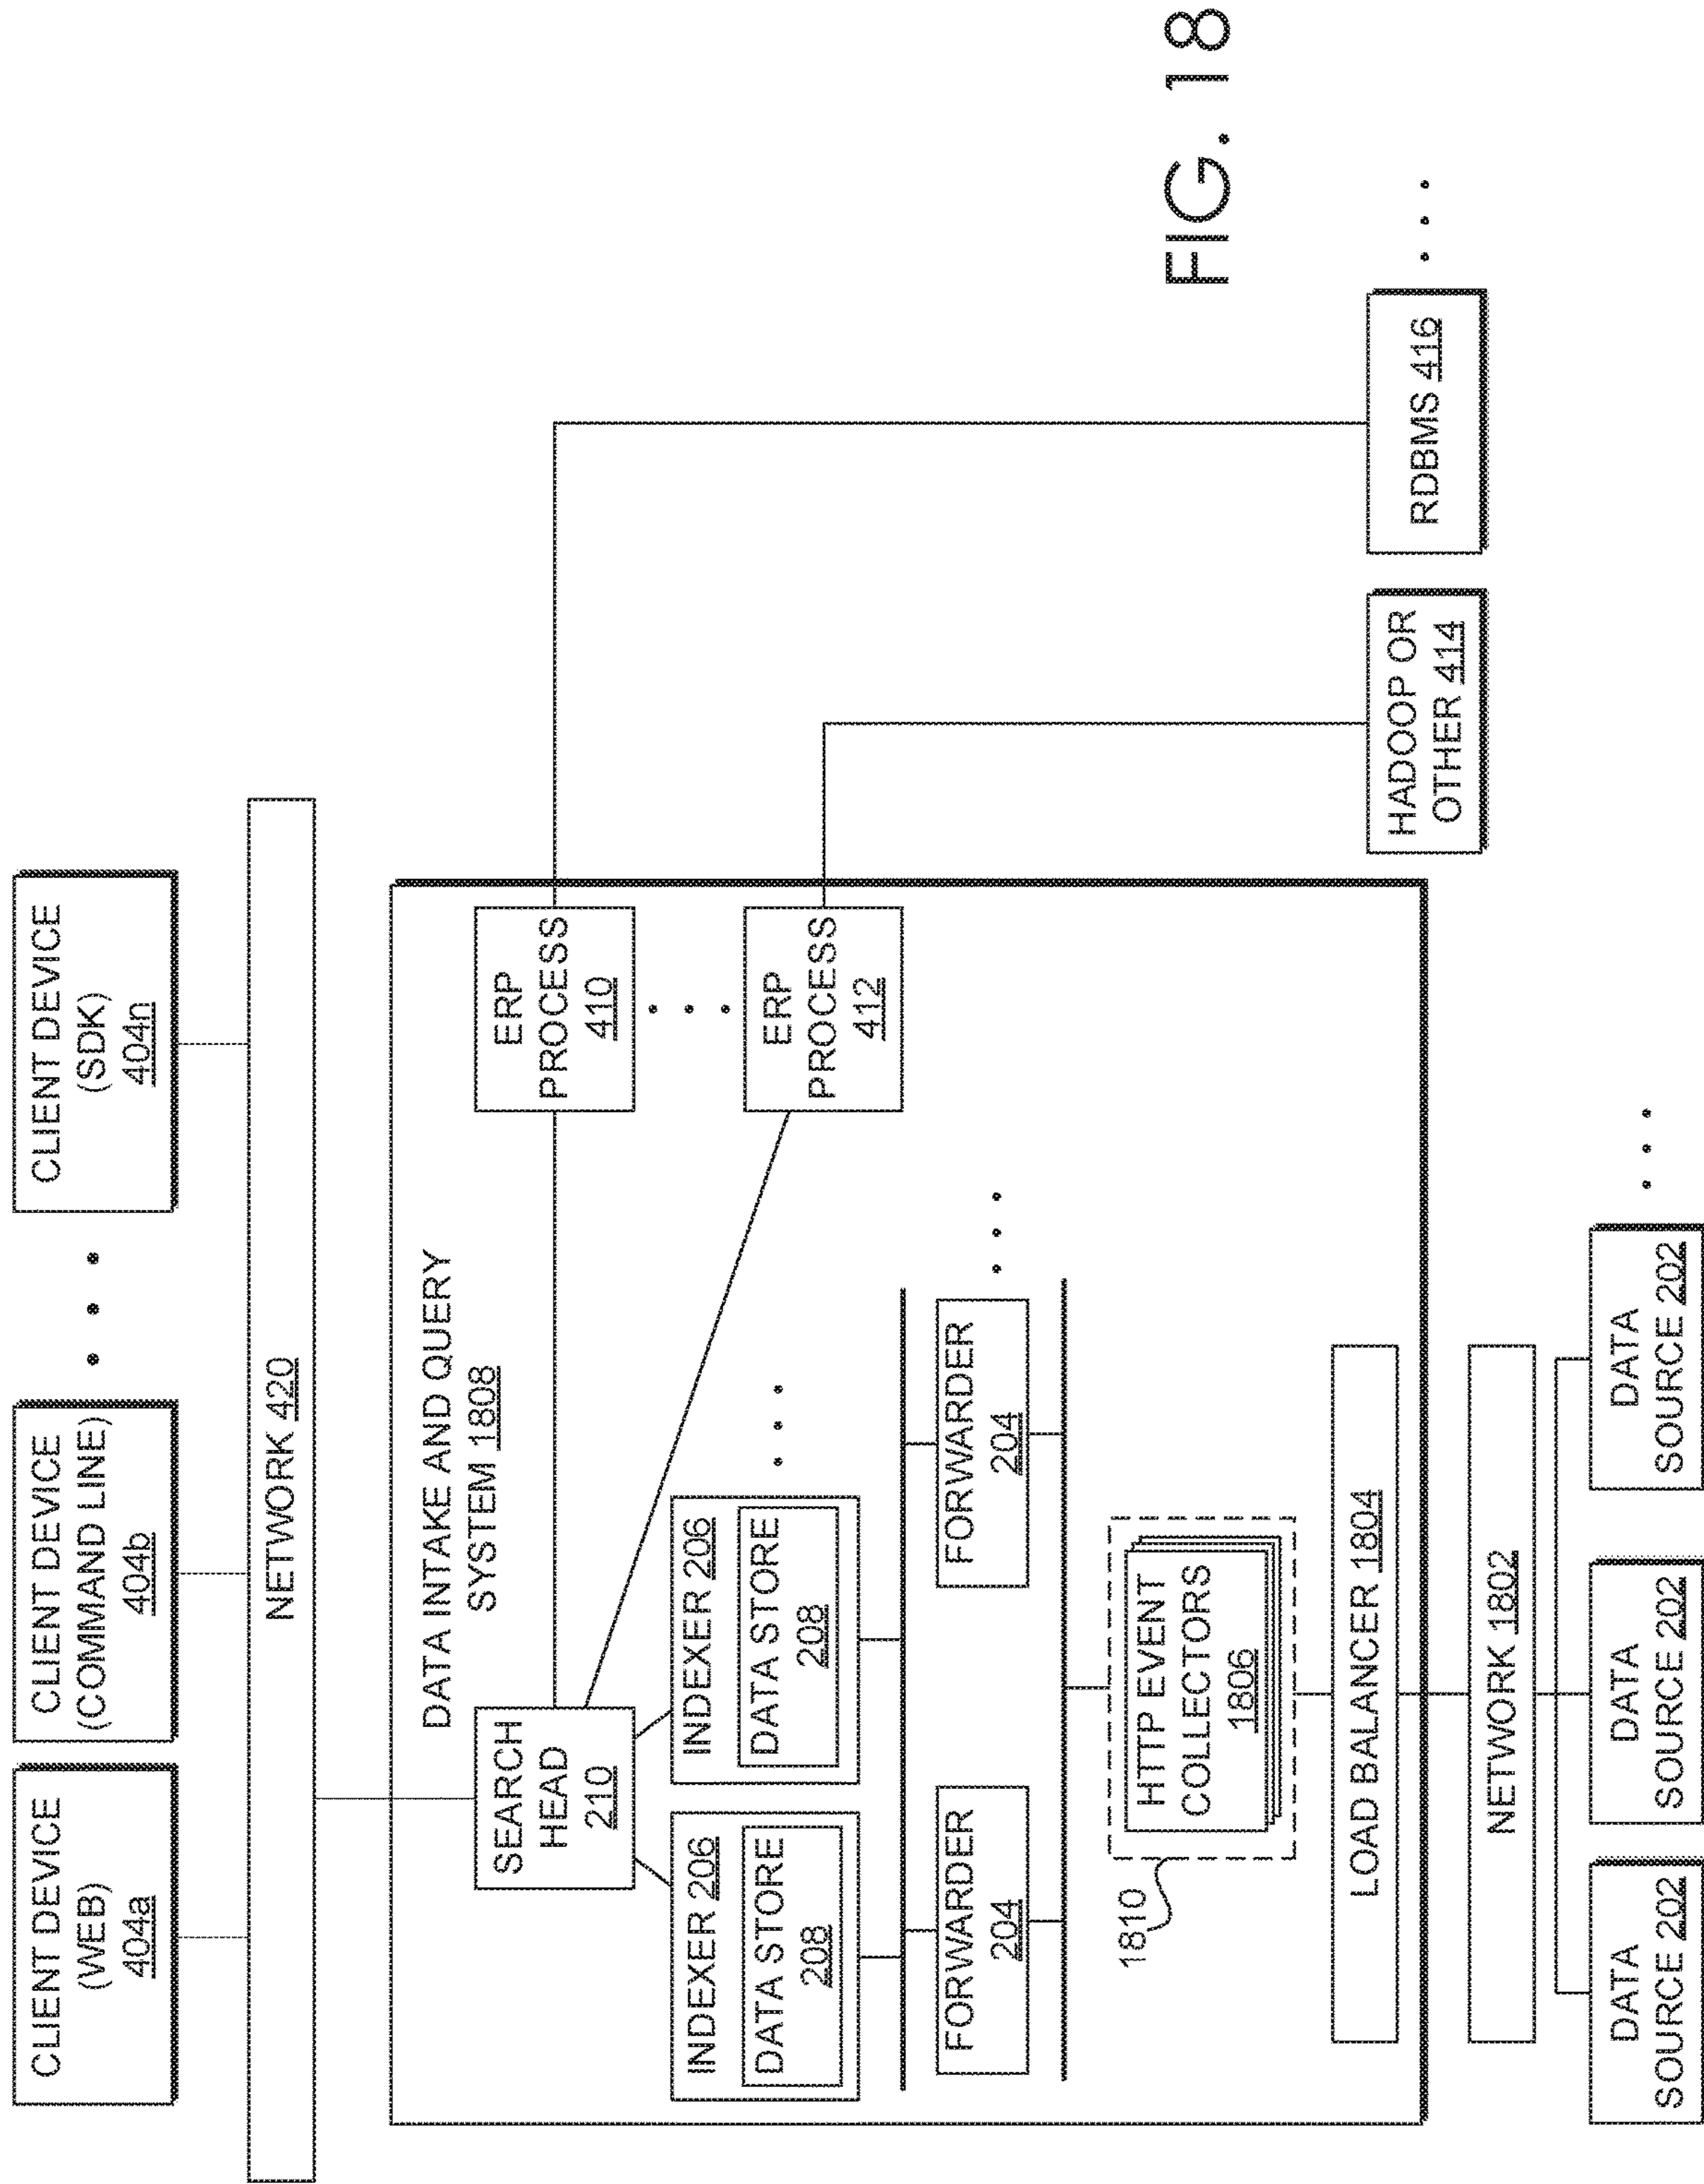 CLIENT DEVICE
(WEB)
404a
CLIENT DEVICE
(COMMAND LINE)
404b
CLIENT DEVICE
(SDK)
404n
NETWORK 420
DATA INTAKE AND QUERY
SYSTEM 1808
SEARCH
HEAD
210
ERP
PROCESS
410
ERP
PROCESS
412
INDEXER 206
DATA STORE
208
INDEXER 206
DATA STORE
208
FORWARDER
204
FORWARDER
204
1810
HTTP EVENT
COLLECTORS
1806
LOAD BALANCER 1804
HADOOP OR
OTHER 414
RDBMS 416
NETWORK 1802
DATA
SOURCE 202
DATA
SOURCE 202
DATA
SOURCE 202
FIG. 18